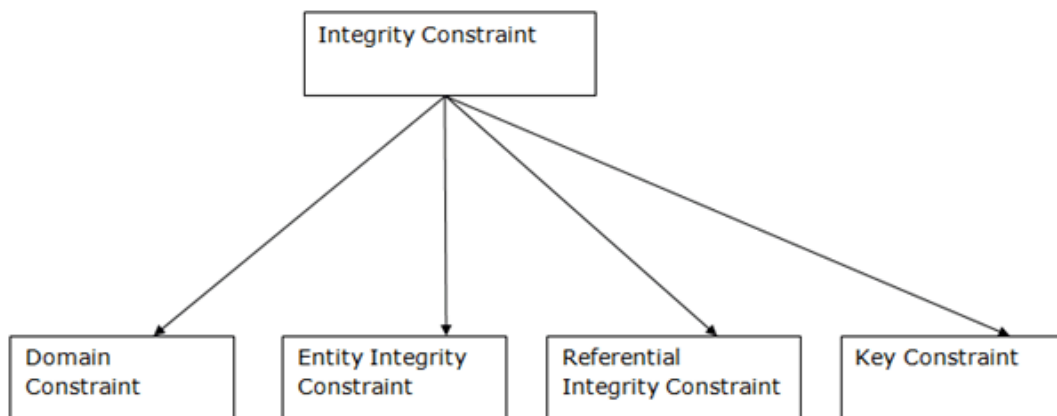 Integrity Constraint
Domain
Constraint
Entity Integrity
Constraint
Referential
Integrity Constraint
Key Constraint